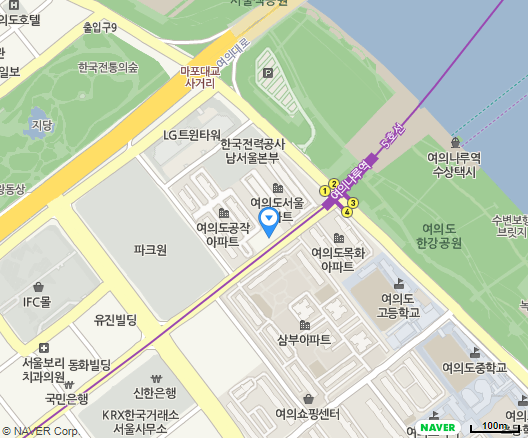 서울색공원
여의도호텔
출입구9
일보
한국전통의숲
여의대로
마포대교
사거리
P
지당
LG트윈타워
한국전력공사
남서울본부
5호선
여의나루역
여의나루역
수상택시
1
2
3
4
왕동상
여의도서울
아파트
여의도공작
아파트
여의도
한강공원
수변보행
브릿지
파크원
여의도목화
아파트
IFC몰
여의도
고등학교
녹
유진빌딩
삼부아파트
서울보리
치과의원
동화빌딩
여의도중학교
국민은행
신한은행
KRX한국거래소
서울사무소
여의쇼핑센터
NAVER
100m
© NAVER Corp.